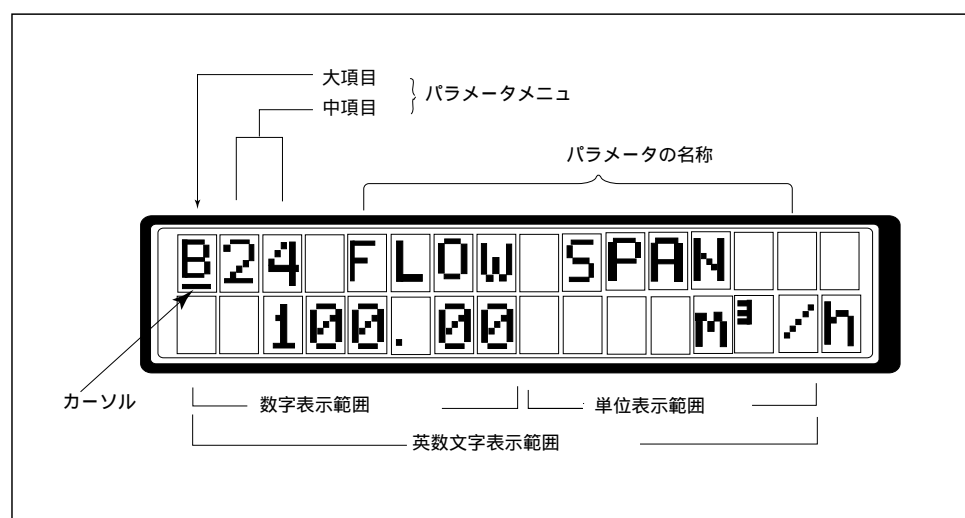 大項目
中項目
パラメータメニュー
パラメータの名称
B24 FLOW SPAN
100.00 m³/h
カーソル
数字表示範囲
単位表示範囲
英数文字表示範囲